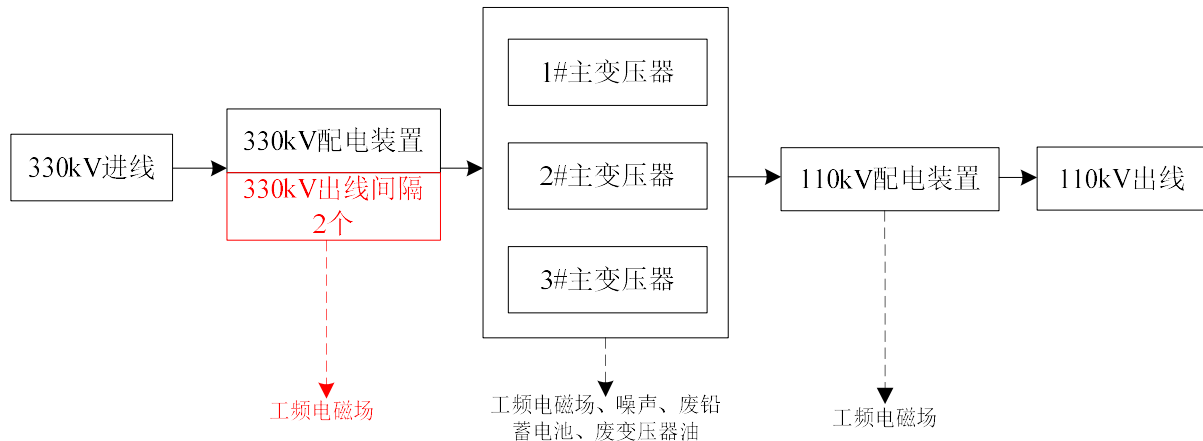 1#主变压器
330kV进线
330kV配电装置
330kV出线间隔
2个
2#主变压器
3#主变压器
110kV配电装置
110kV出线
工频电磁场
工频电磁场、噪声、废铅
蓄电池、废变压器油
工频电磁场